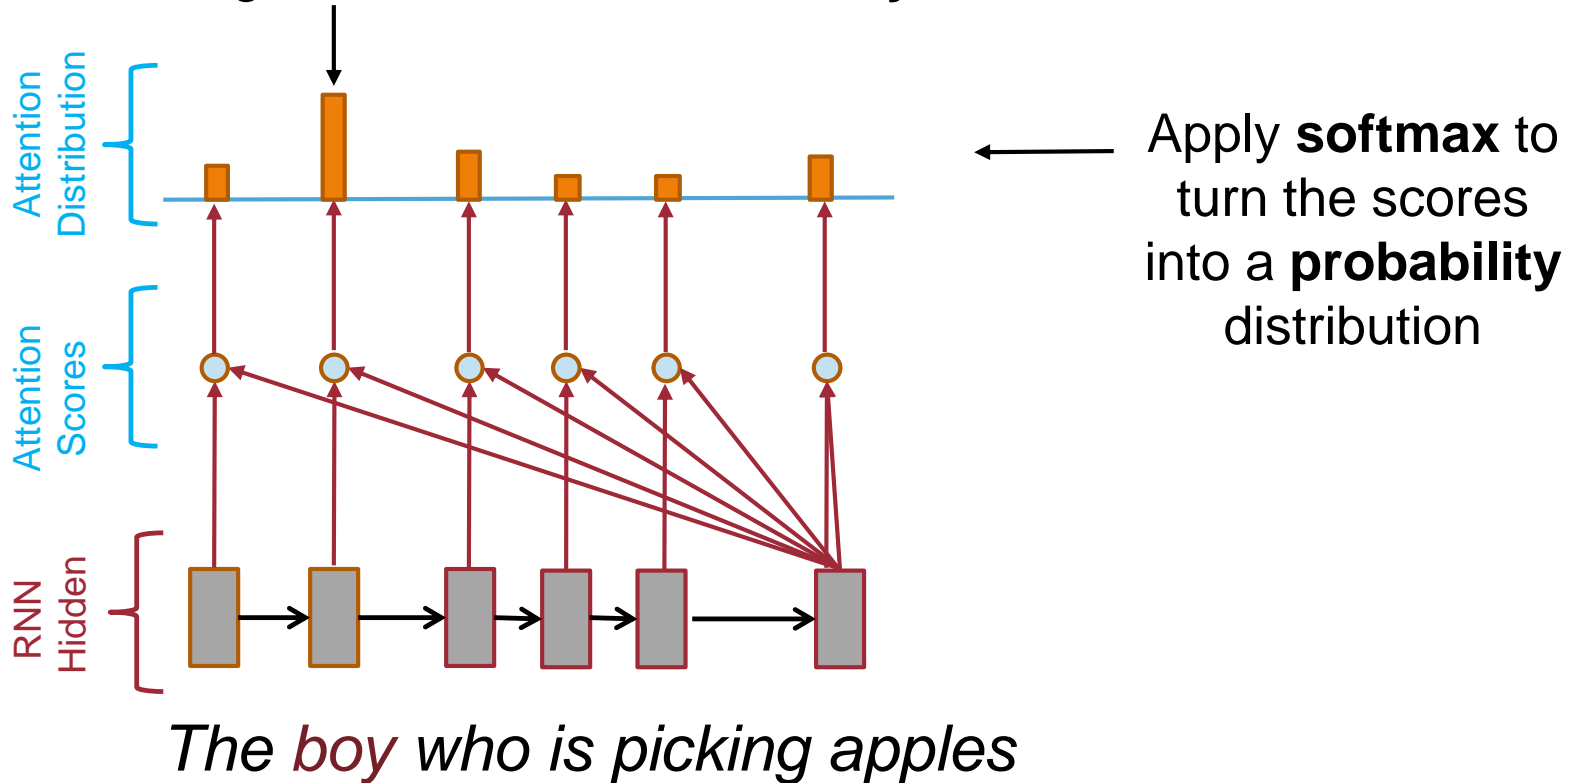 Attention
Distribution
Apply softmax to
turn the scores
into a probability
distribution
Attention
Scores
RNN
Hidden
The boy who is picking apples